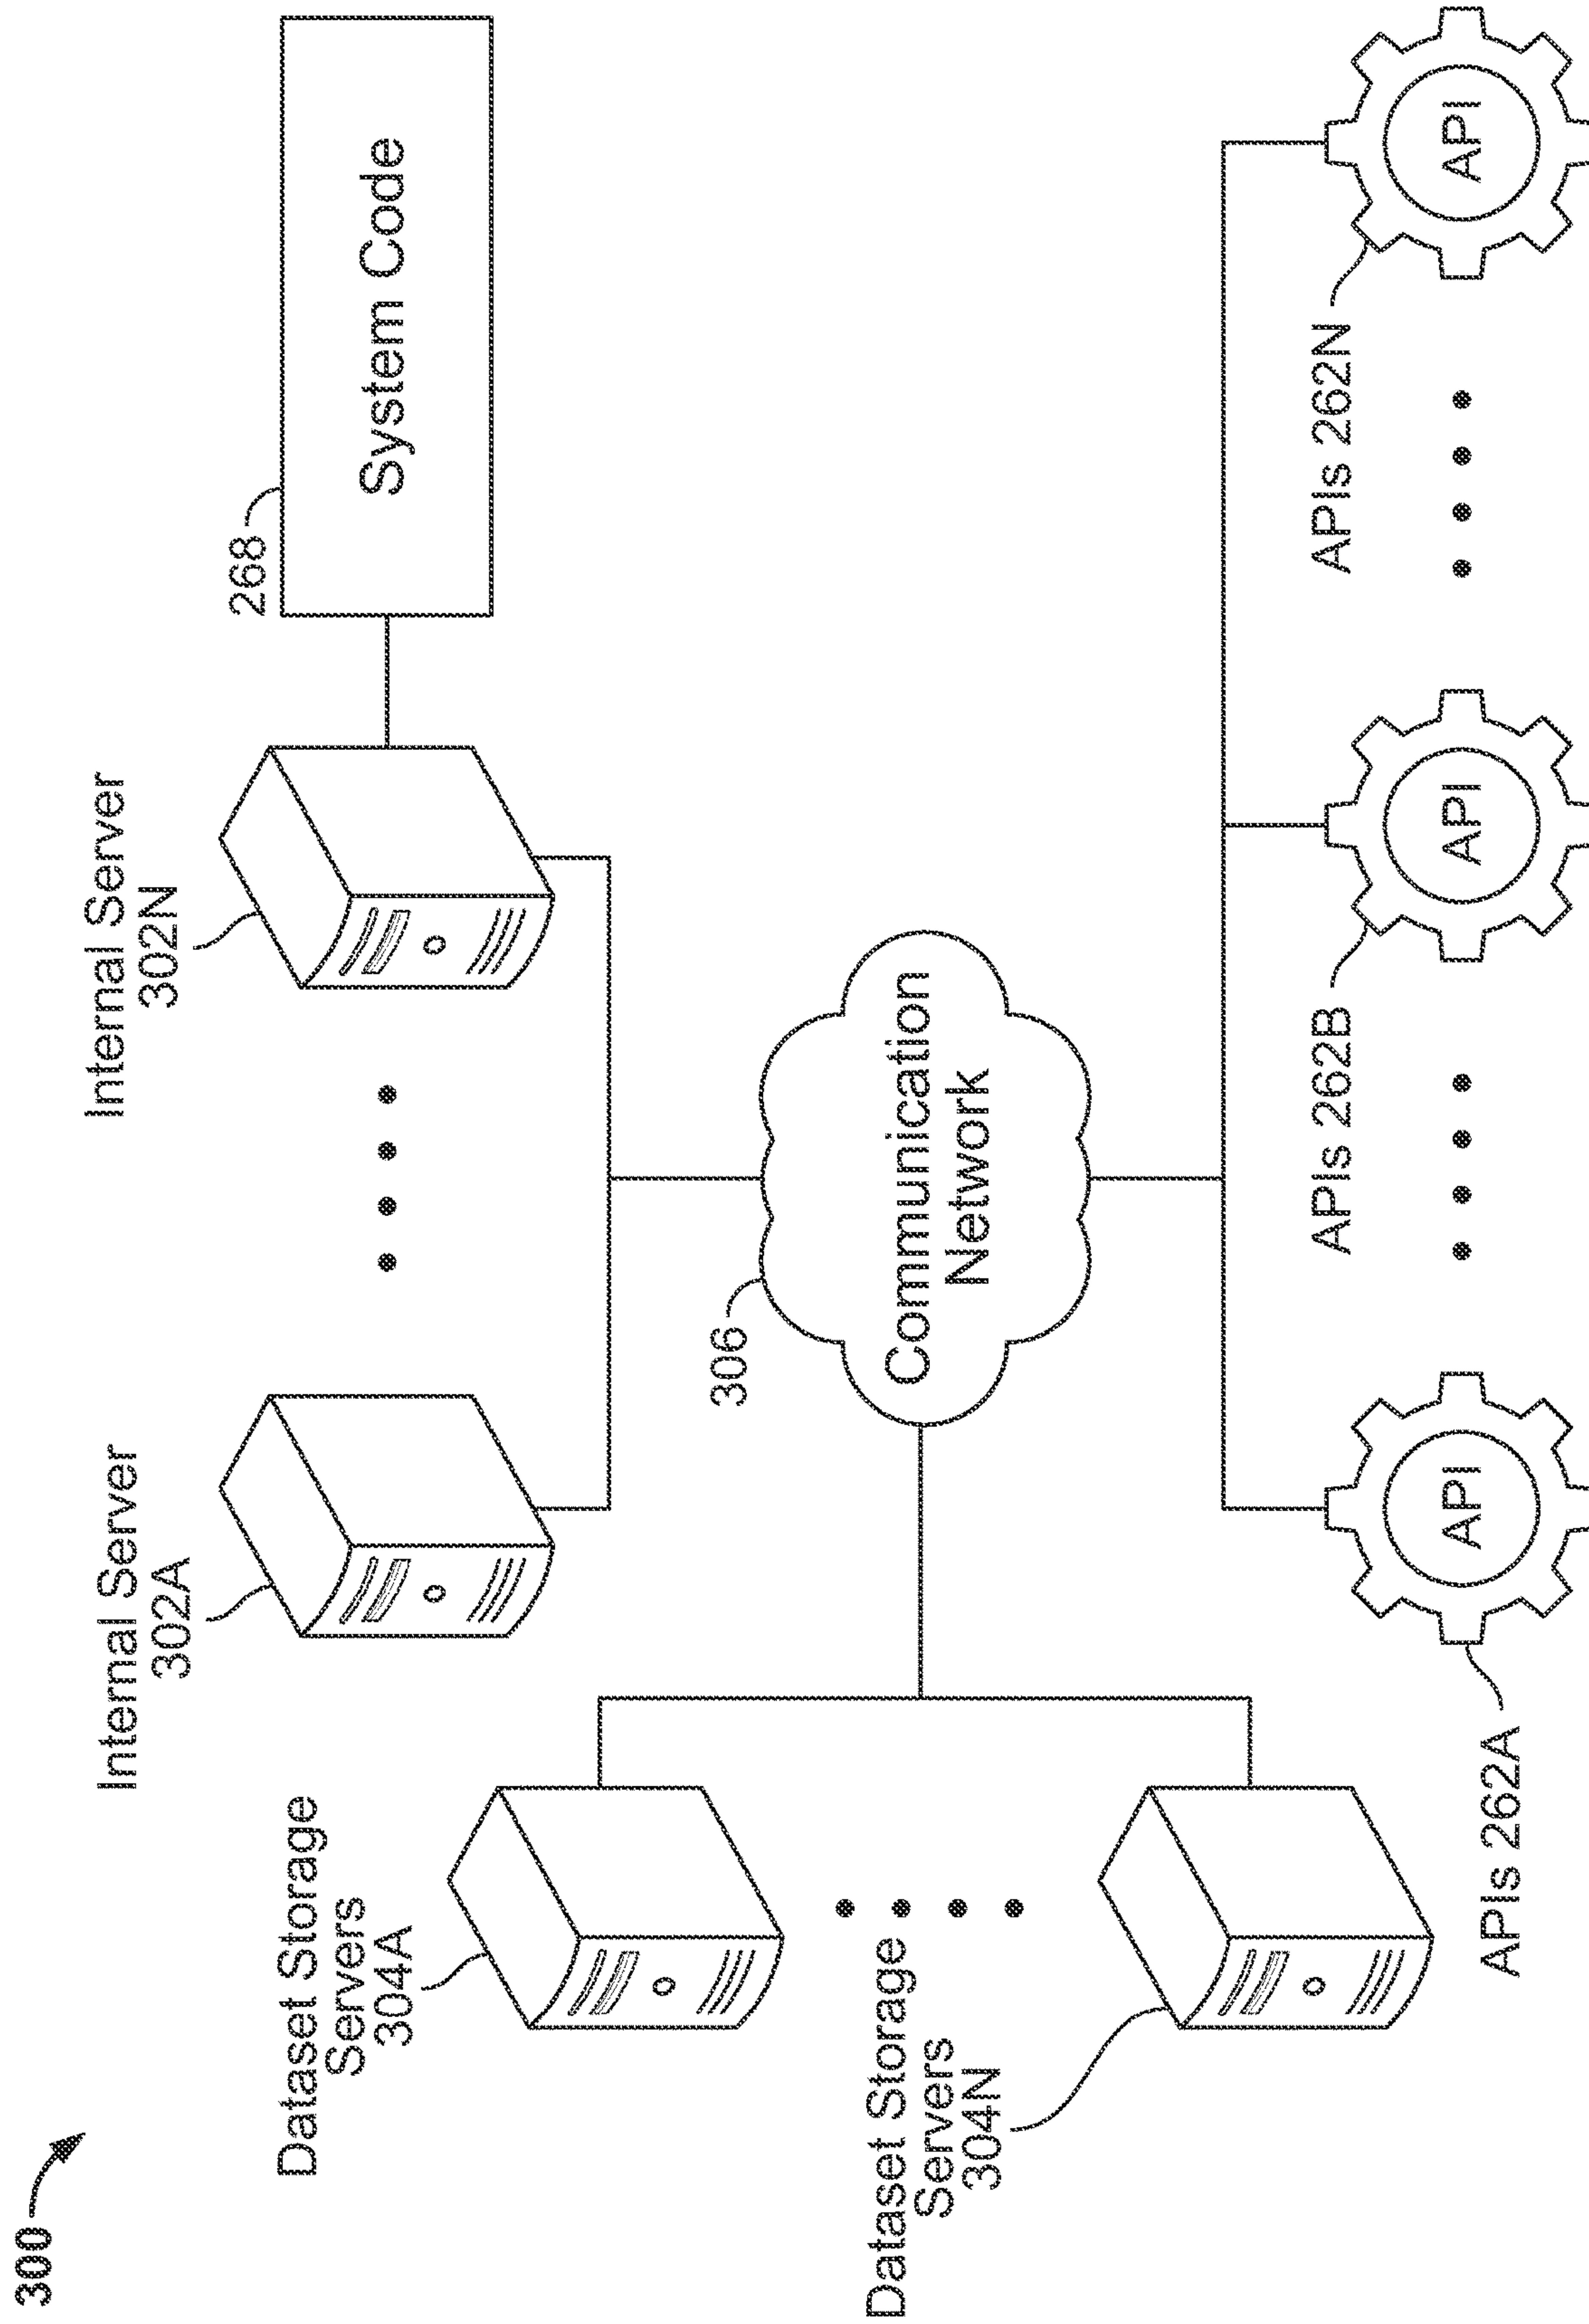 300
Internal Server
302A
Internal Server
302N
268
System Code
Dataset Storage
Servers
304A
306
Communication
Network
Dataset Storage
Servers
304N
APIs 262B
APIs 262N
API
API
API
APIs 262A